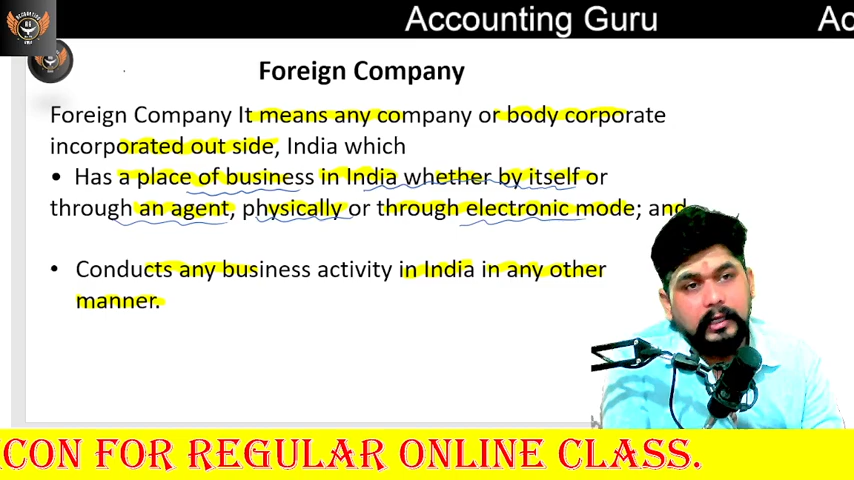 Accounting Guru
Ac
Foreign Company
Foreign Company It means any company or body corporate
incorporated out side, India which
• Has a place of business in India whether by itself or
through an agent, physically or through electronic mode; and
• Conducts any business activity in India in any other
manner.
CON FOR REGULAR ONLINE CLASS.